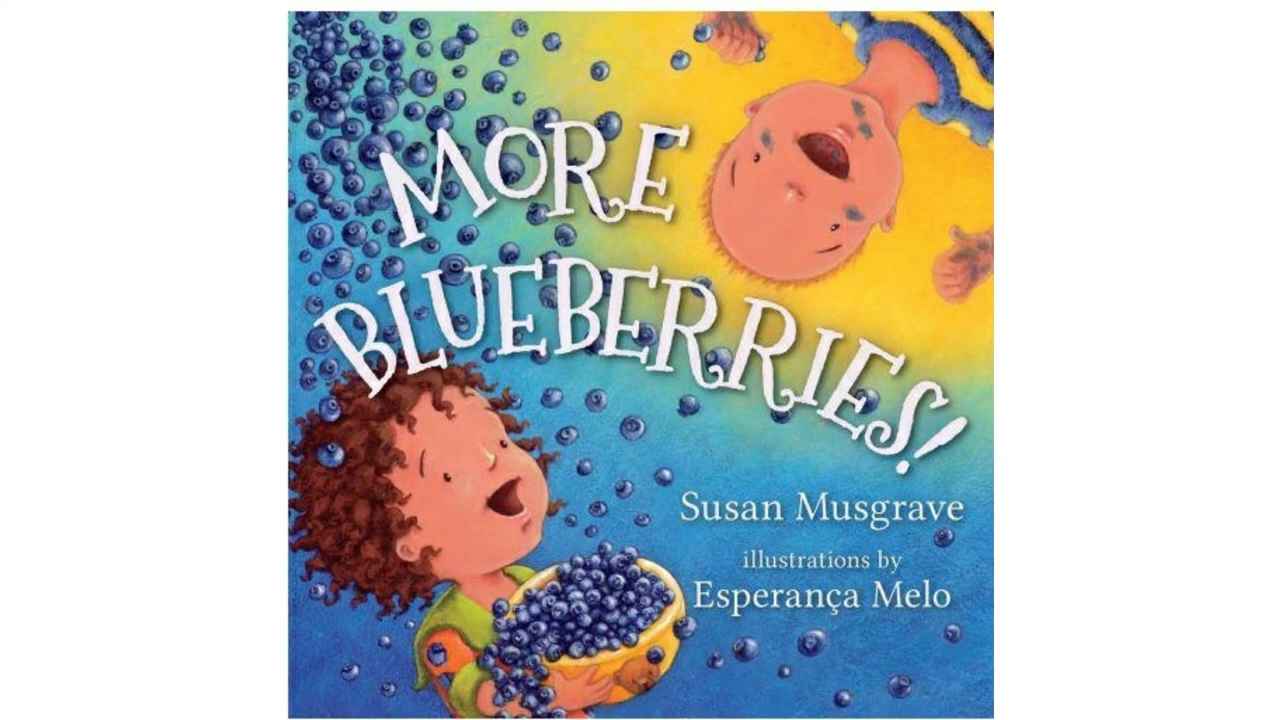 MORE
BLUEBERRIES!
Susan Musgrave
illustrations by
Esperança Melo